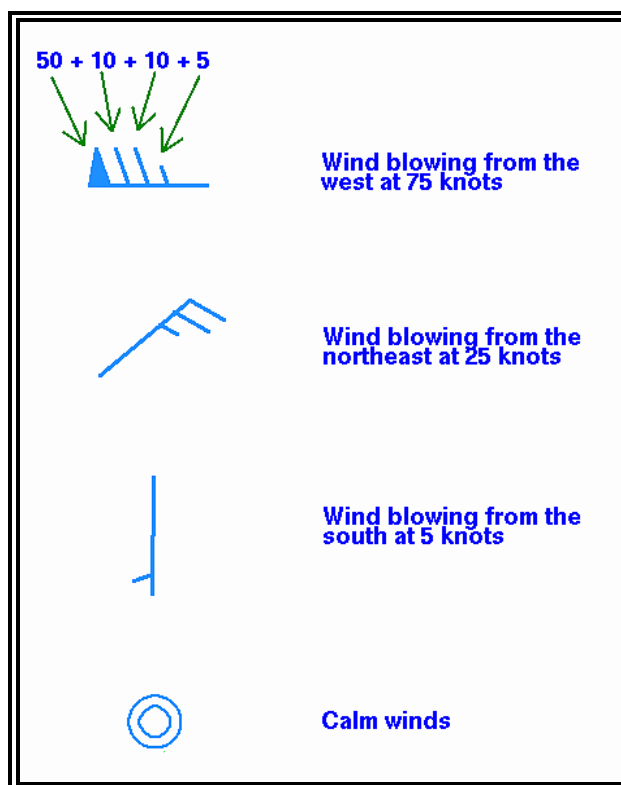 50 + 10 + 10 + 5
Wind blowing from the
west at 75 knots
Wind blowing from the
northeast at 25 knots
Wind blowing from the
south at 5 knots
Calm winds